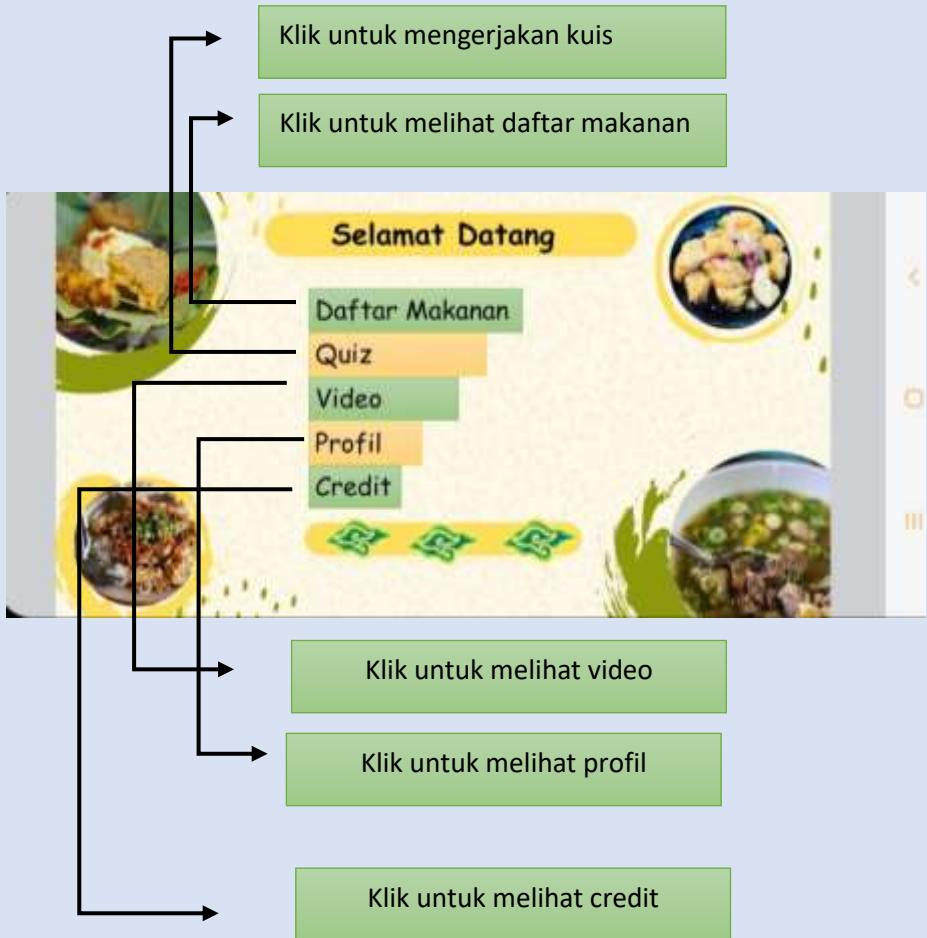 Klik untuk mengerjakan kuis
Klik untuk melihat daftar makanan
Selamat Datang
Daftar Makanan
Quiz
Video
Profil
Credit
Klik untuk melihat video
Klik untuk melihat profil
Klik untuk melihat credit